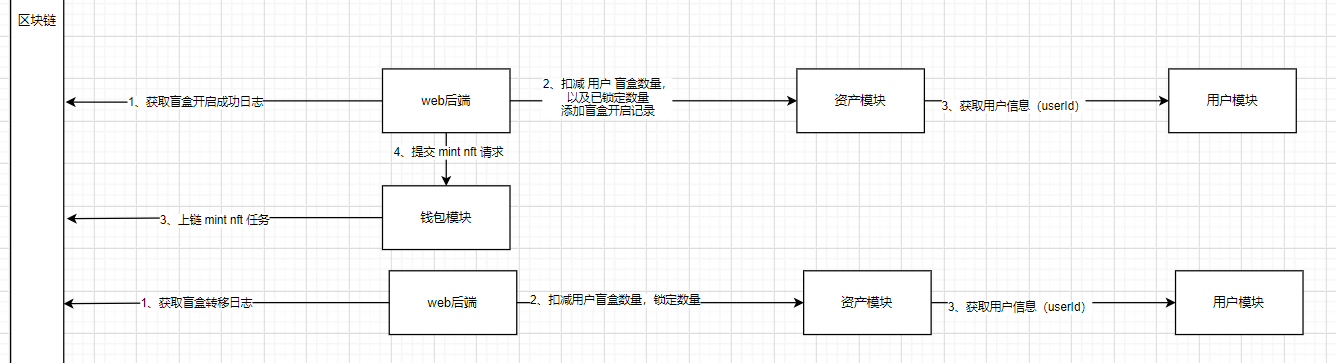 区块链
1、获取盲盒开启成功日志
web后端
2、扣减 用户 盲盒数量，
以及已锁定数量
添加盲盒开启记录
资产模块
3、获取用户信息（userId）
用户模块
4、提交 mint nft 请求
3、上链 mint nft 任务
钱包模块
1、获取盲盒转移日志
web后端
2、扣减用户盲盒数量，锁定数量
资产模块
3、获取用户信息（userId）
用户模块